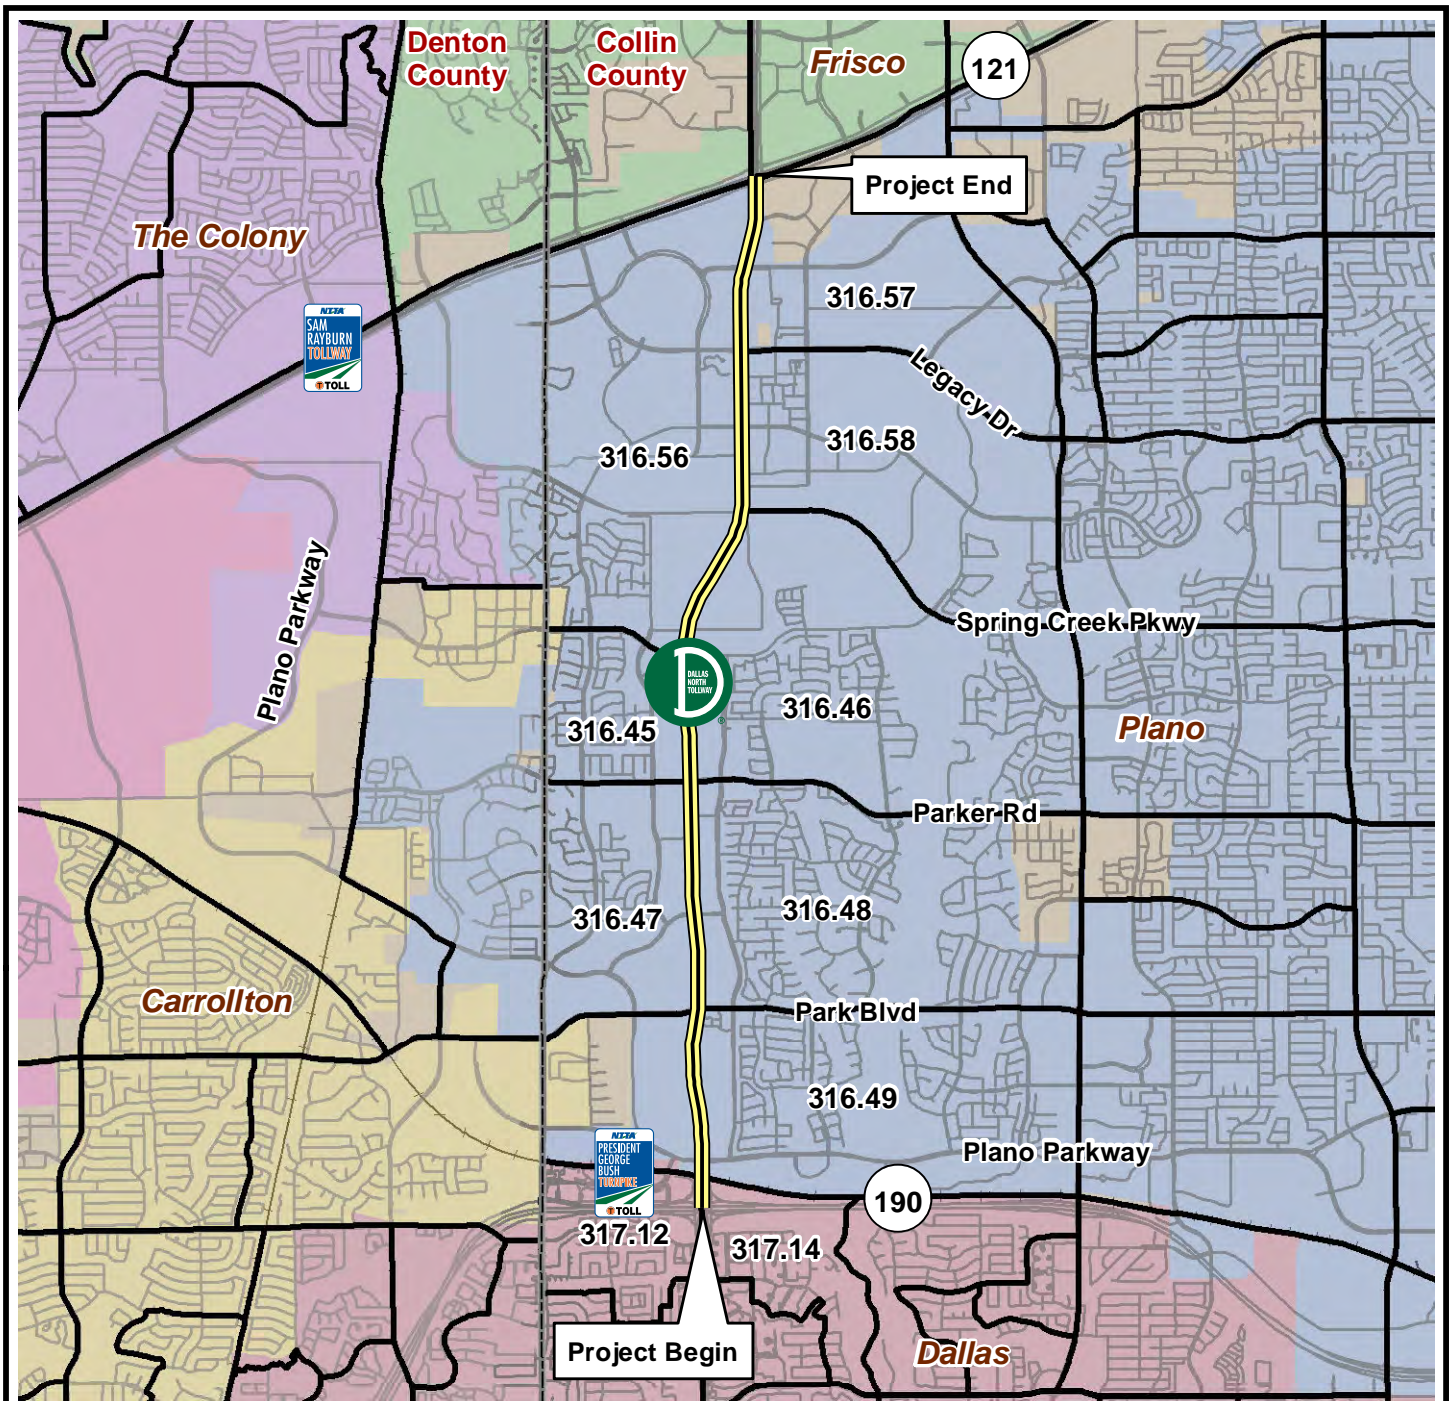 Denton
County
Collin
County
Frisco
121
Project End
The Colony
NTTA
SAM
RAYBURN
TOLLWAY
TOLL
316.57
Legacy Dr
316.58
316.56
Plano Parkway
Spring Creek Pkwy
DALLAS
NORTH
TOLLWAY
316.46
316.45
Plano
Parker Rd
316.48
316.47
Carrollton
Park Blvd
316.49
NTTA
PRESIDENT
GEORGE
BUSH
TURNPIKE
TOLL
Plano Parkway
190
317.12
317.14
Project Begin
Dallas